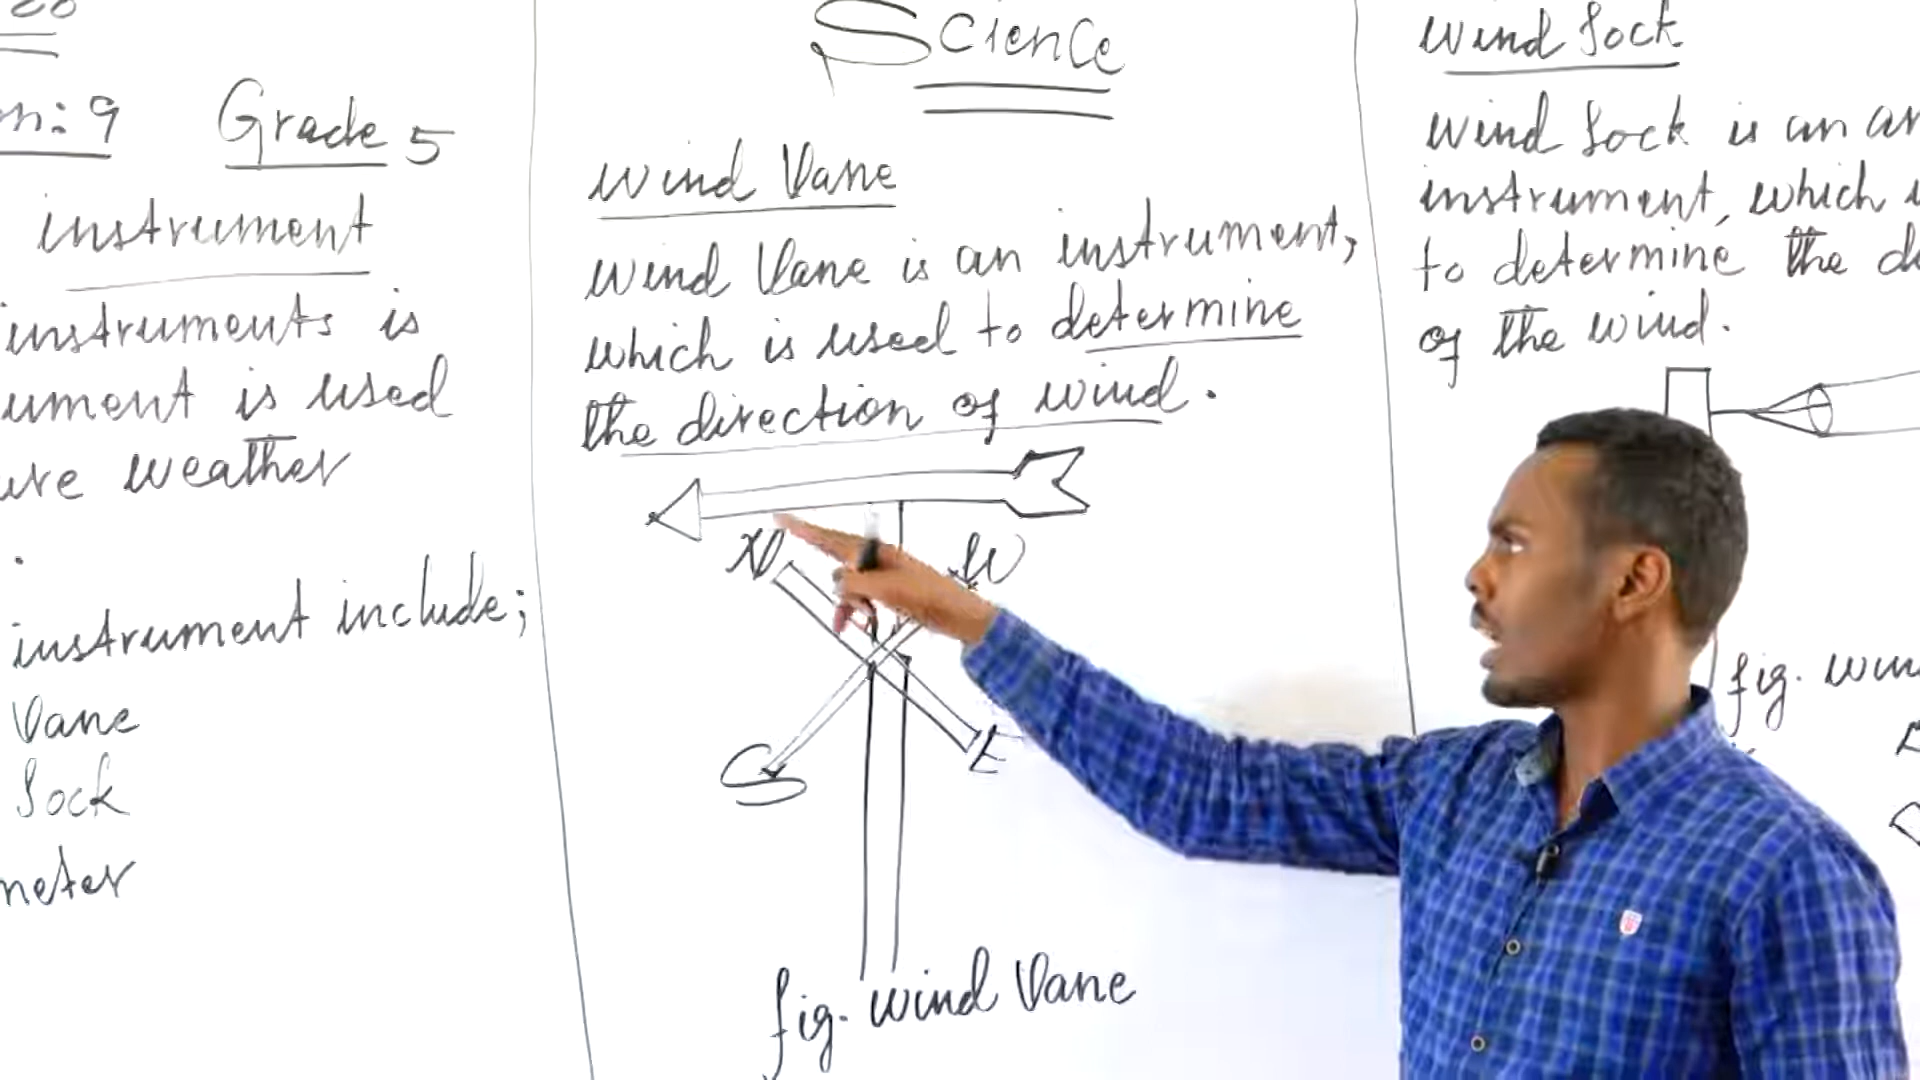 n: 9 Grade 5
instrument
instruments is
ument is used
ure weather
.
instrument include;
Vane
Sock
meter
Science
Wind Vane
Wind Vane is an instrument,
which is used to determine
the direction of wind.
N W
S E
fig. wind Vane
Wind Sock
Wind Sock is an
instrument, which
to determine the d
of the wind.
fig. win